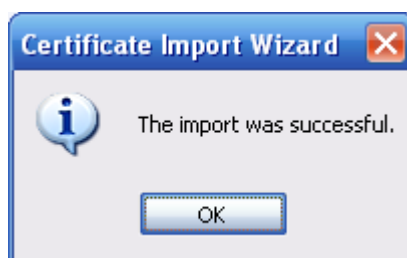 Certificate Import Wizard
The import was successful.
OK